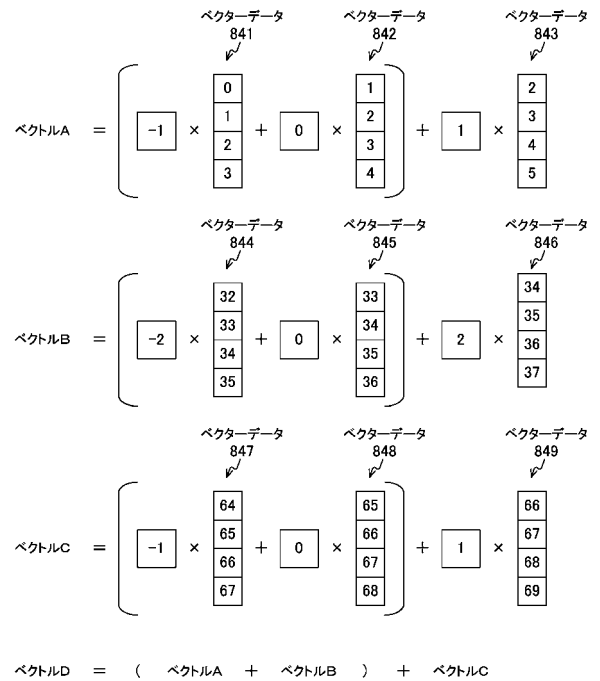 ベクターデータ ベクターデータ ベクターデータ
841 842 843
0 1 2
ベクトルA = ( -1 × 1 + 0 × 2 ) + 1 × 3
2 3 4
3 4 5
ベクターデータ ベクターデータ ベクターデータ
844 845 846
32 33 34
ベクトルB = ( -2 × 33 + 0 × 34 ) + 2 × 35
34 35 36
35 36 37
ベクターデータ ベクターデータ ベクターデータ
847 848 849
64 65 66
ベクトルC = ( -1 × 65 + 0 × 66 ) + 1 × 67
66 67 68
67 68 69
ベクトルD = ( ベクトルA + ベクトルB ) + ベクトルC